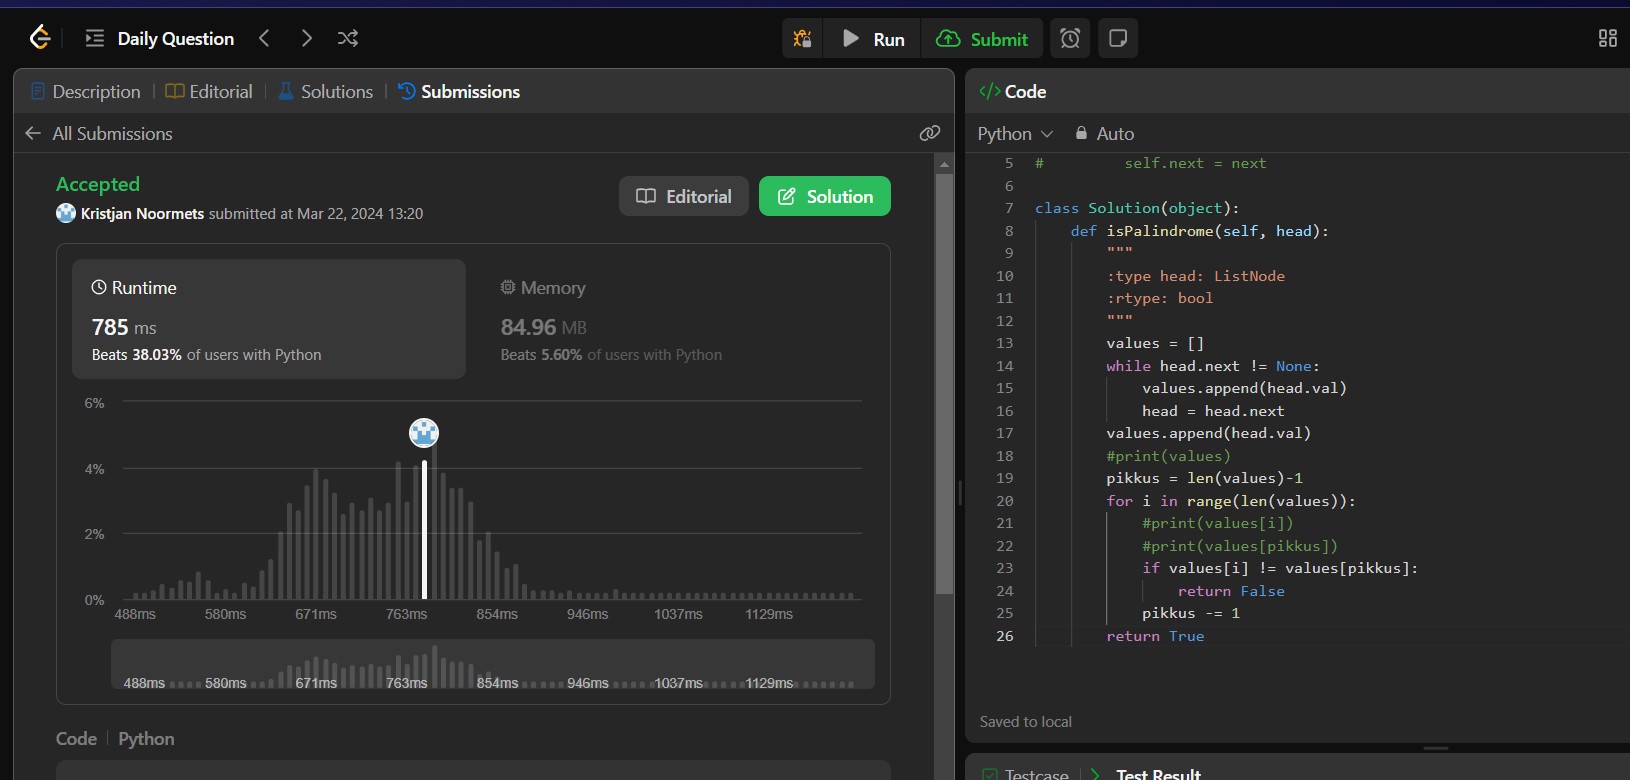 Daily Question
Run
Submit
Description
Editorial
Solutions
Submissions
All Submissions
Accepted
Kristjan Noormets submitted at Mar 22, 2024 13:20
Editorial
Solution
Runtime
785 ms
Beats 38.03% of users with Python
Memory
84.96 MB
Beats 5.60% of users with Python
6%
4%
2%
0%
488ms 580ms 671ms 763ms 854ms 946ms 1037ms 1129ms
488ms 580ms 671ms 763ms 854ms 946ms 1037ms 1129ms
Code Python
</> Code
Python Auto
5 # self.next = next
6
7 class Solution(object):
8 def isPalindrome(self, head):
9 """
10 :type head: ListNode
11 :rtype: bool
12 """
13 values = []
14 while head.next != None:
15 values.append(head.val)
16 head = head.next
17 values.append(head.val)
18 #print(values)
19 pikkus = len(values)-1
20 for i in range(len(values)):
21 #print(values[i])
22 #print(values[pikkus])
23 if values[i] != values[pikkus]:
24 return False
25 pikkus -= 1
26 return True
Saved to local
Testcase
Test Result